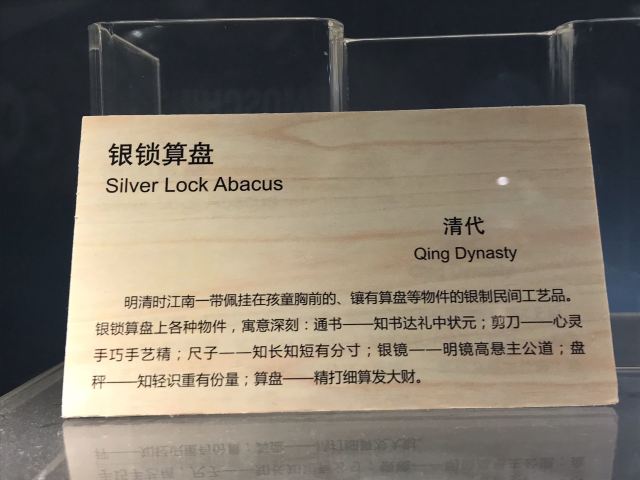 银锁算盘
Silver Lock Abacus
清代
Qing Dynasty
明清时江南一带佩挂在孩童胸前的、镶有算盘等物件的银制民间工艺品。
银锁算盘上各种物件，寓意深刻：通书——知书达礼中状元；剪刀——心灵
手巧手艺精；尺子——知长知短有分寸；银镜——明镜高悬主公道；盘
秤——知轻识重有份量；算盘——精打细算发大财。